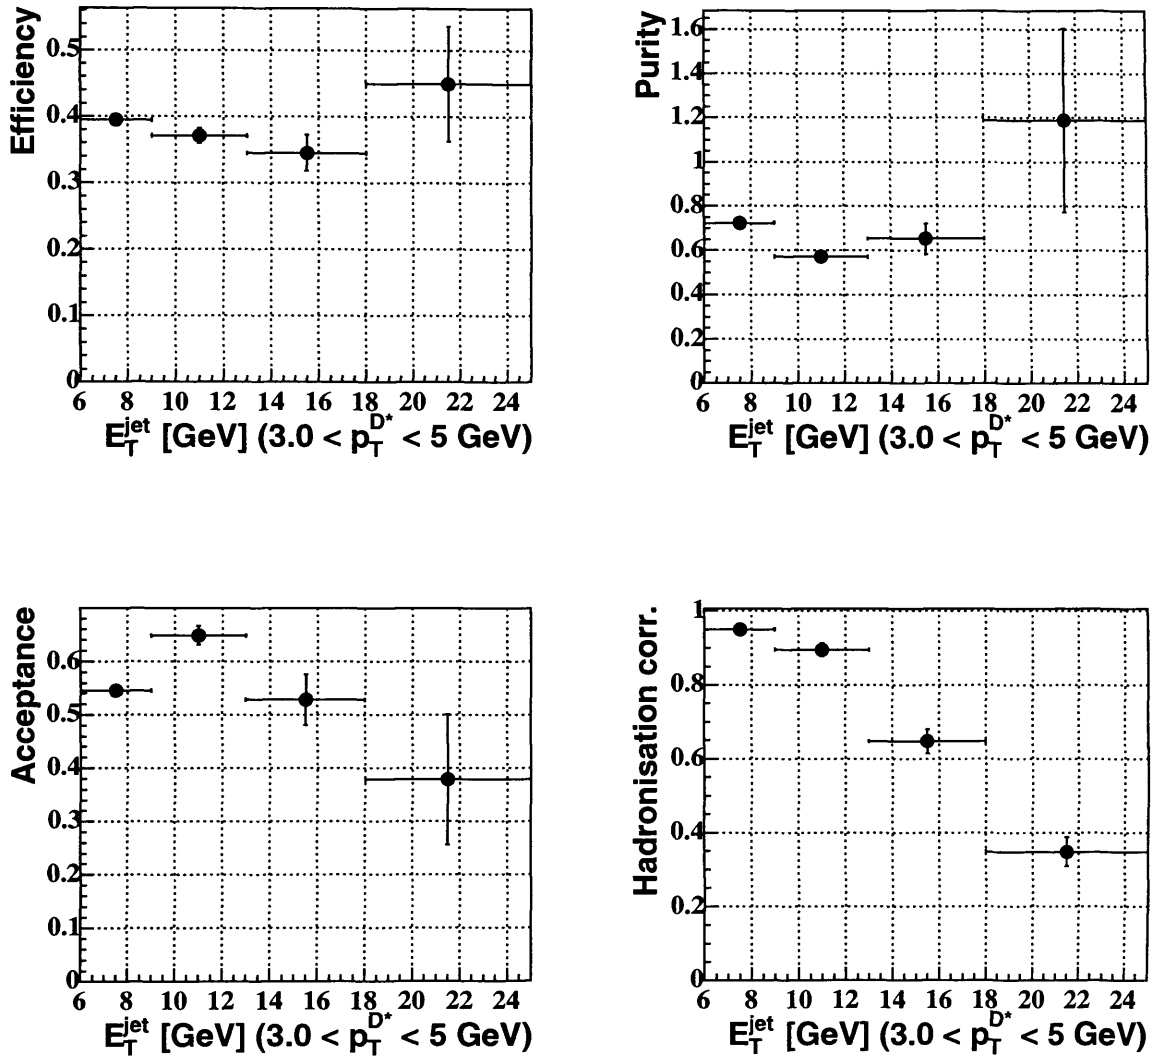 Efficiency
0.5
0.4
0.3
0.2
0.1
0
6 8 10 12 14 16 18 20 22 24
E_T^jet [GeV] (3.0 < p_T^D* < 5 GeV)
Purity
1.6
1.4
1.2
1
0.8
0.6
0.4
0.2
0
6 8 10 12 14 16 18 20 22 24
E_T^jet [GeV] (3.0 < p_T^D* < 5 GeV)
Acceptance
0.6
0.5
0.4
0.3
0.2
0.1
0
6 8 10 12 14 16 18 20 22 24
E_T^jet [GeV] (3.0 < p_T^D* < 5 GeV)
Hadronisation corr.
1
0.8
0.6
0.4
0.2
0
6 8 10 12 14 16 18 20 22 24
E_T^jet [GeV] (3.0 < p_T^D* < 5 GeV)